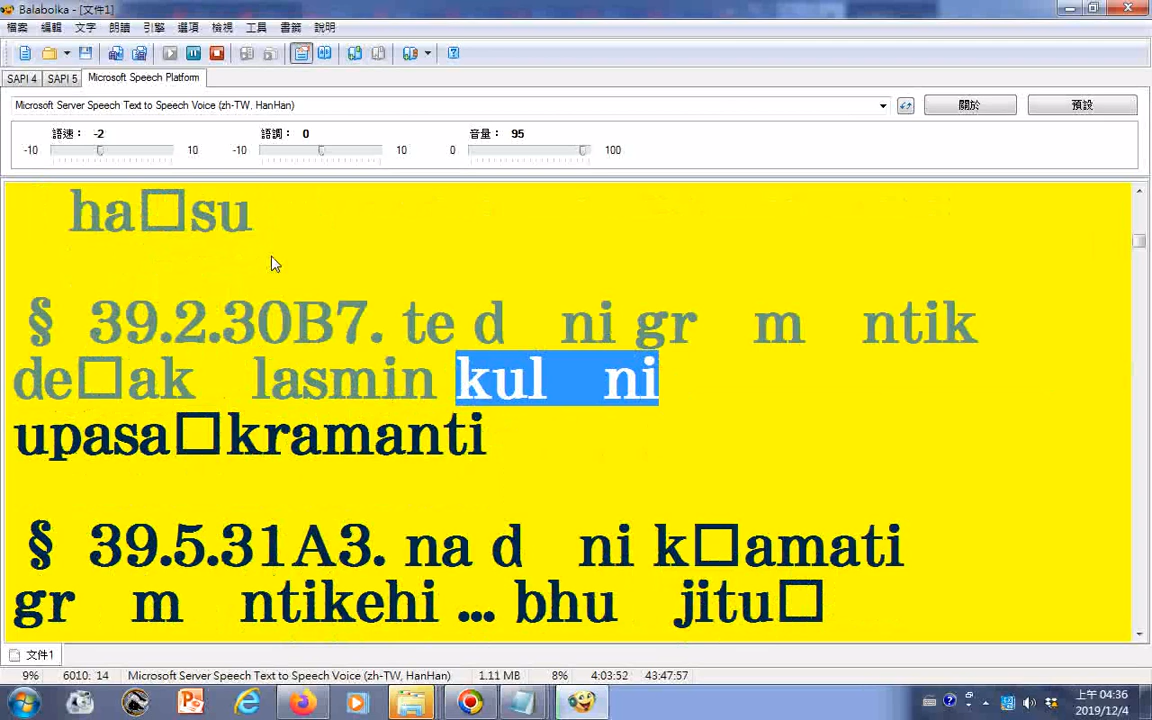 Balabolka - [文件1]
檔案 編輯 文字 朗讀 引擎 選項 檢視 工具 書籤 說明
SAPI 4 SAPI 5 Microsoft Speech Platform
Microsoft Server Speech Text to Speech Voice (zh-TW, HanHan) 關於 預設
語速： -2 語調： 0 音量： 95
-10 10 -10 10 0 100
ha□su
§ 39.2.30B7. te d　ni gr　m　ntik
de□ak　lasmin kul　ni
upasa□kramanti
§ 39.5.31A3. na d　ni k□amati
gr　m　ntikehi ... bhu　jitu□
文件1
9% 6010: 14 Microsoft Server Speech Text to Speech Voice (zh-TW, HanHan) 1.11 MB 8% 4:03:52 43:47:57
上午 04:36
2019/12/4